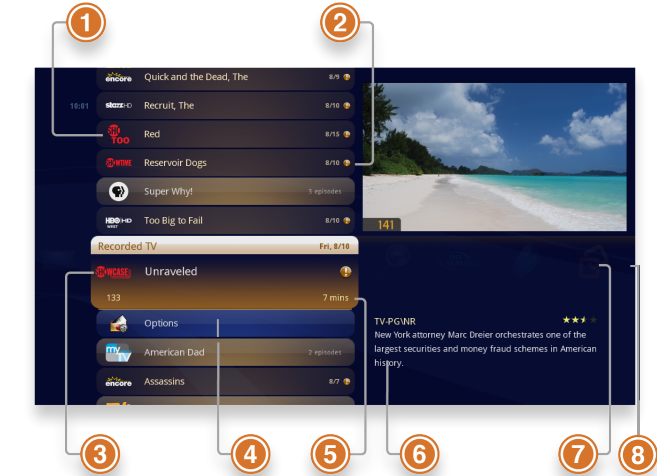 1
2
encore Quick and the Dead, The 8/9
10:01 starz HD Recruit, The 8/10
SHO TOO Red 8/15
SHOWTIME Reservoir Dogs 8/10
Super Why! 5 episodes
HBO HD WEST Too Big to Fail 8/10
141
Recorded TV Fri, 8/10
SHOWCASE Unraveled
133 7 mins
Options
TV-PG\NR
New York attorney Marc Dreier orchestrates one of the
largest securities and money fraud schemes in American
history.
my tv American Dad 2 episodes
encore Assassins 8/7
3
4
5
6
7
8